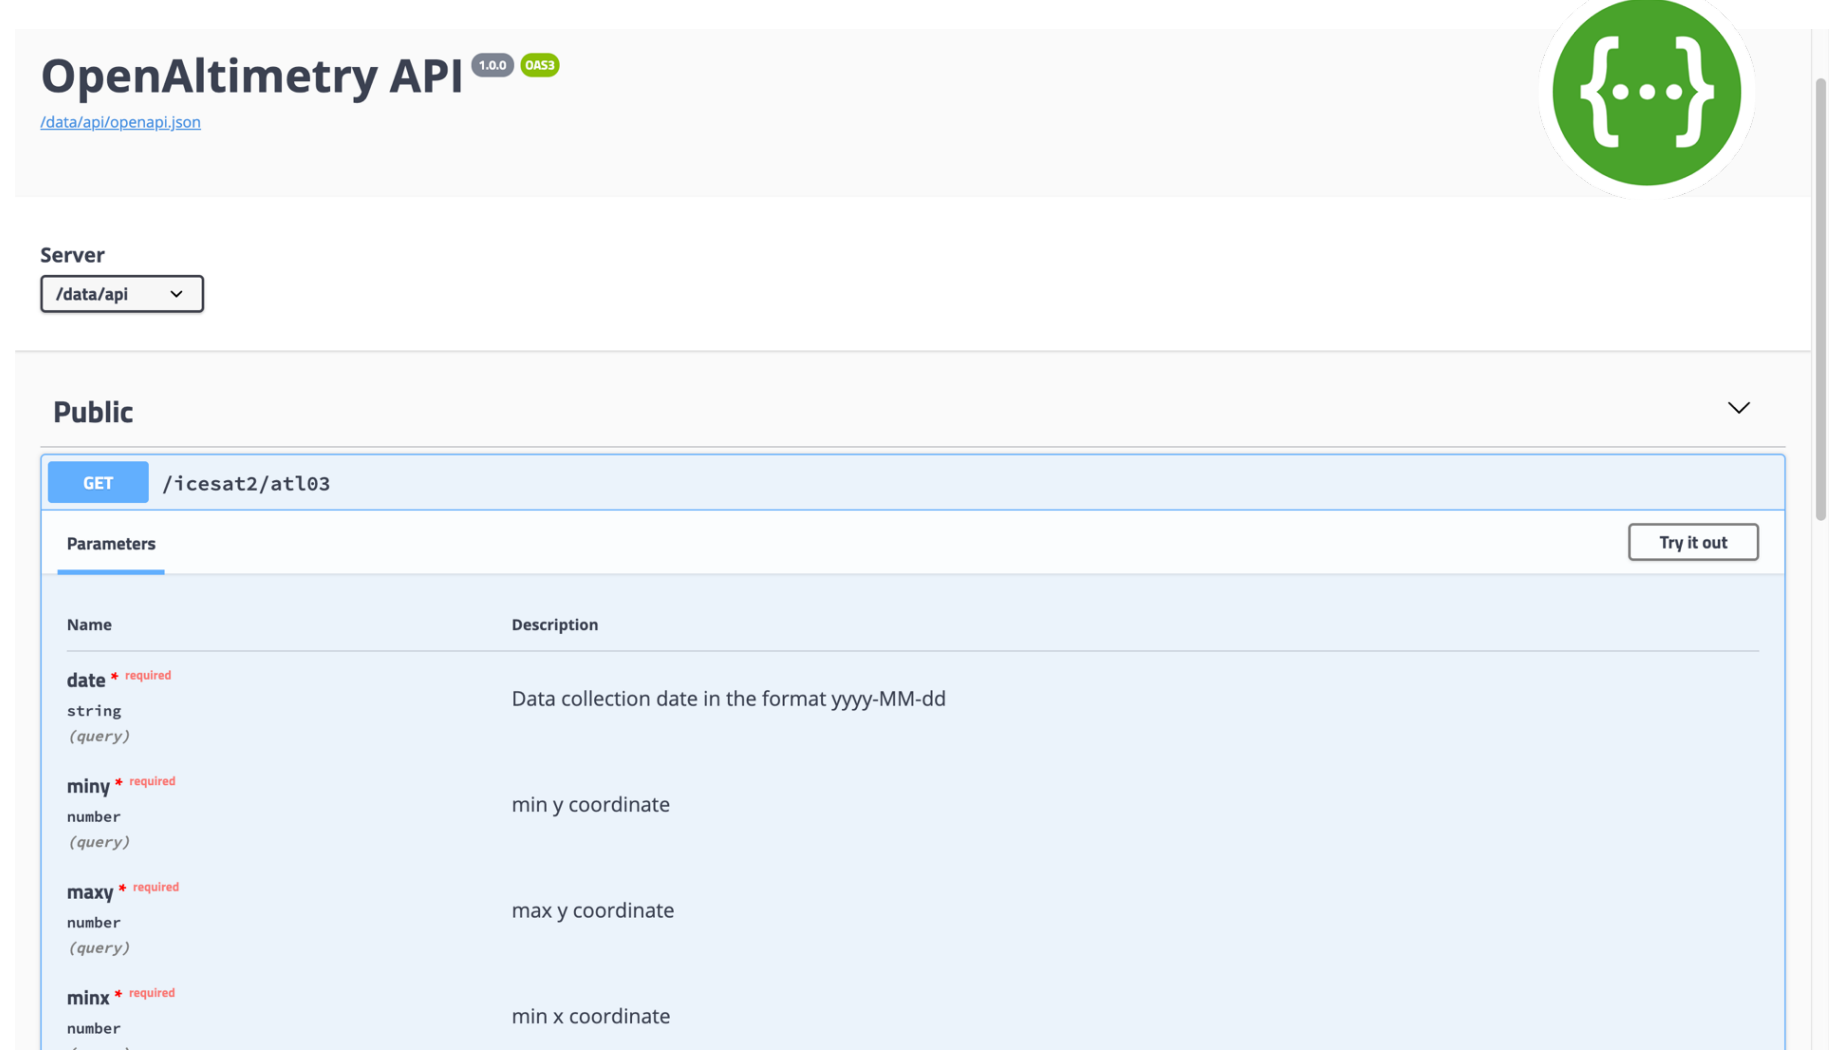 OpenAltimetry API 1.0.0 OAS3
/data/api/openapi.json
{...}
Server
/data/api
Public
GET /icesat2/atl03
Parameters
Try it out
Name Description
date * required
string
(query)
Data collection date in the format yyyy-MM-dd
miny * required
number
(query)
min y coordinate
maxy * required
number
(query)
max y coordinate
minx * required
number
min x coordinate